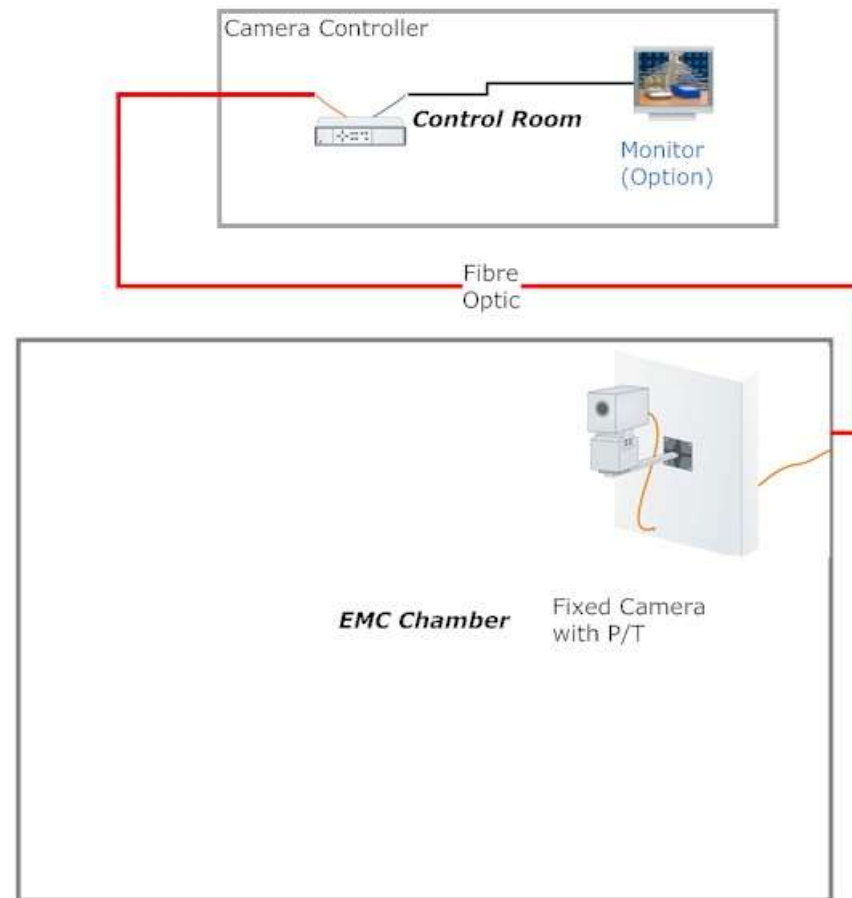 Camera Controller
Control Room
Monitor
(Option)
Fibre
Optic
EMC Chamber
Fixed Camera
with P/T